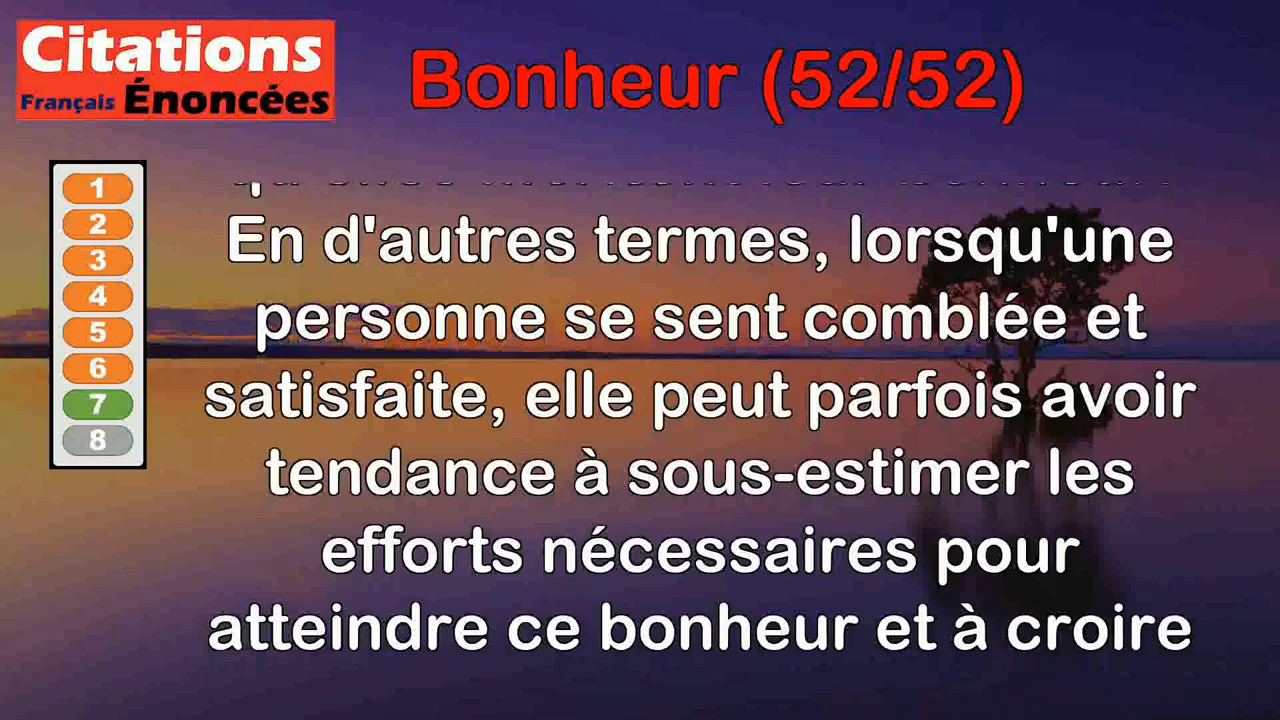 Citations
Français Énoncées
Bonheur (52/52)
1
2
3
4
5
6
7
8
En d'autres termes, lorsqu'une
personne se sent comblée et
satisfaite, elle peut parfois avoir
tendance à sous-estimer les
efforts nécessaires pour
atteindre ce bonheur et à croire